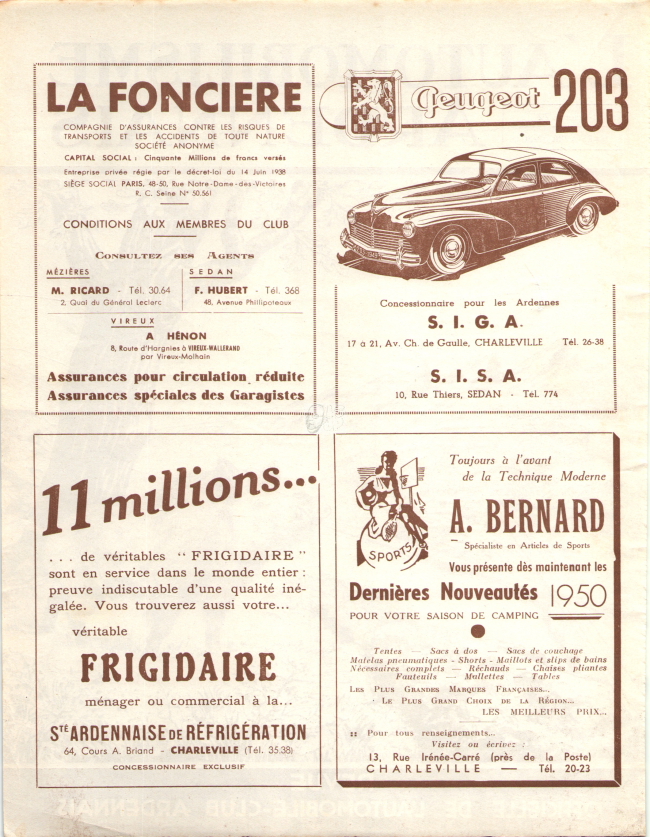 LA FONCIERE
COMPAGNIE D'ASSURANCES CONTRE LES RISQUES DE
TRANSPORTS ET LES ACCIDENTS DE TOUTE NATURE
SOCIÉTÉ ANONYME
CAPITAL SOCIAL : Cinquante Millions de francs versés
Entreprise privée régie par le décret-loi du 14 Juin 1938
SIÈGE SOCIAL PARIS, 48-50, Rue Notre-Dame-des-Victoires
R. C. Seine N° 50.561
CONDITIONS AUX MEMBRES DU CLUB
CONSULTEZ SES AGENTS
MÉZIÈRES
M. RICARD - Tél. 30.64
2, Quai du Général Leclerc
SEDAN
F. HUBERT - Tél. 368
48, Avenue Philippoteaux
VIREUX
A HÉNON
8, Route d'Hargnies à VIREUX-WALLERAND
par Vireux-Molhain
Assurances pour circulation réduite
Assurances spéciales des Garagistes
Peugeot 203
Concessionnaire pour les Ardennes
S. I. G. A.
17 à 21, Av. Ch. de Gaulle, CHARLEVILLE Tél. 26-38
S. I. S. A.
10, Rue Thiers, SEDAN - Tel. 774
11 millions...
... de véritables "FRIGIDAIRE"
sont en service dans le monde entier :
preuve indiscutable d'une qualité iné-
galée. Vous trouverez aussi votre...
véritable
FRIGIDAIRE
ménager ou commercial à la...
STÉ ARDENNAISE DE RÉFRIGÉRATION
64, Cours A. Briand - CHARLEVILLE (Tél. 35.38)
CONCESSIONNAIRE EXCLUSIF
SPORTS
Toujours à l'avant
de la Technique Moderne
A. BERNARD
Spécialiste en Articles de Sports
Vous présente dès maintenant les
Dernières Nouveautés 1950
POUR VOTRE SAISON DE CAMPING
Tentes — Sacs à dos — Sacs de couchage
Matelas pneumatiques - Shorts - Maillots et slips de bains
Nécessaires complets — Réchauds — Chaises pliantes
Fauteuils — Mallettes — Tables
LES PLUS GRANDES MARQUES FRANÇAISES...
LE PLUS GRAND CHOIX DE LA RÉGION...
LES MEILLEURS PRIX...
:: Pour tous renseignements...
Visitez ou écrivez :
13, Rue Irénée-Carré (près de la Poste)
CHARLEVILLE — Tél. 20-23